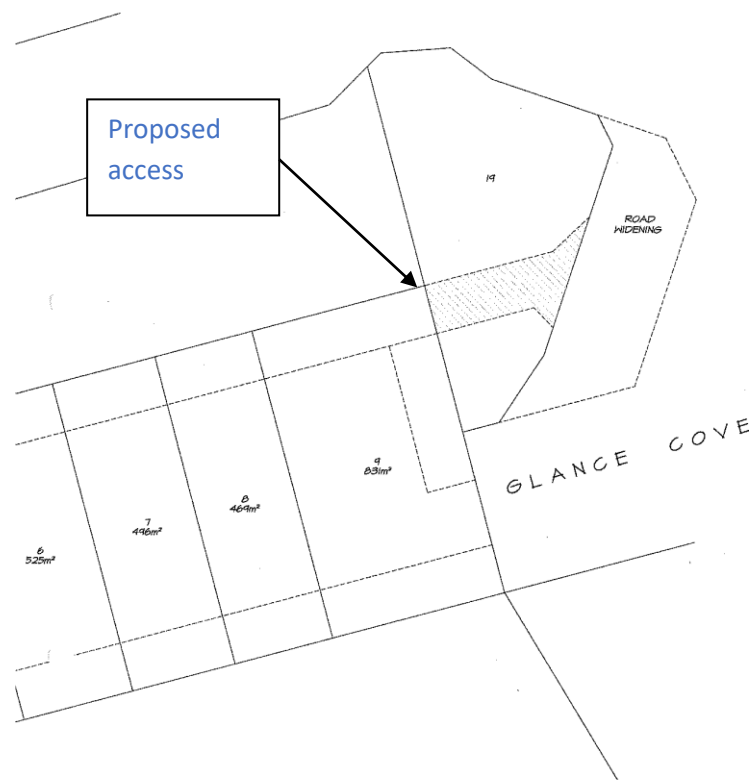 Proposed
access
19
ROAD
WIDENING
GLANCE COVE
9
831m²
8
469m²
7
496m²
6
525m²